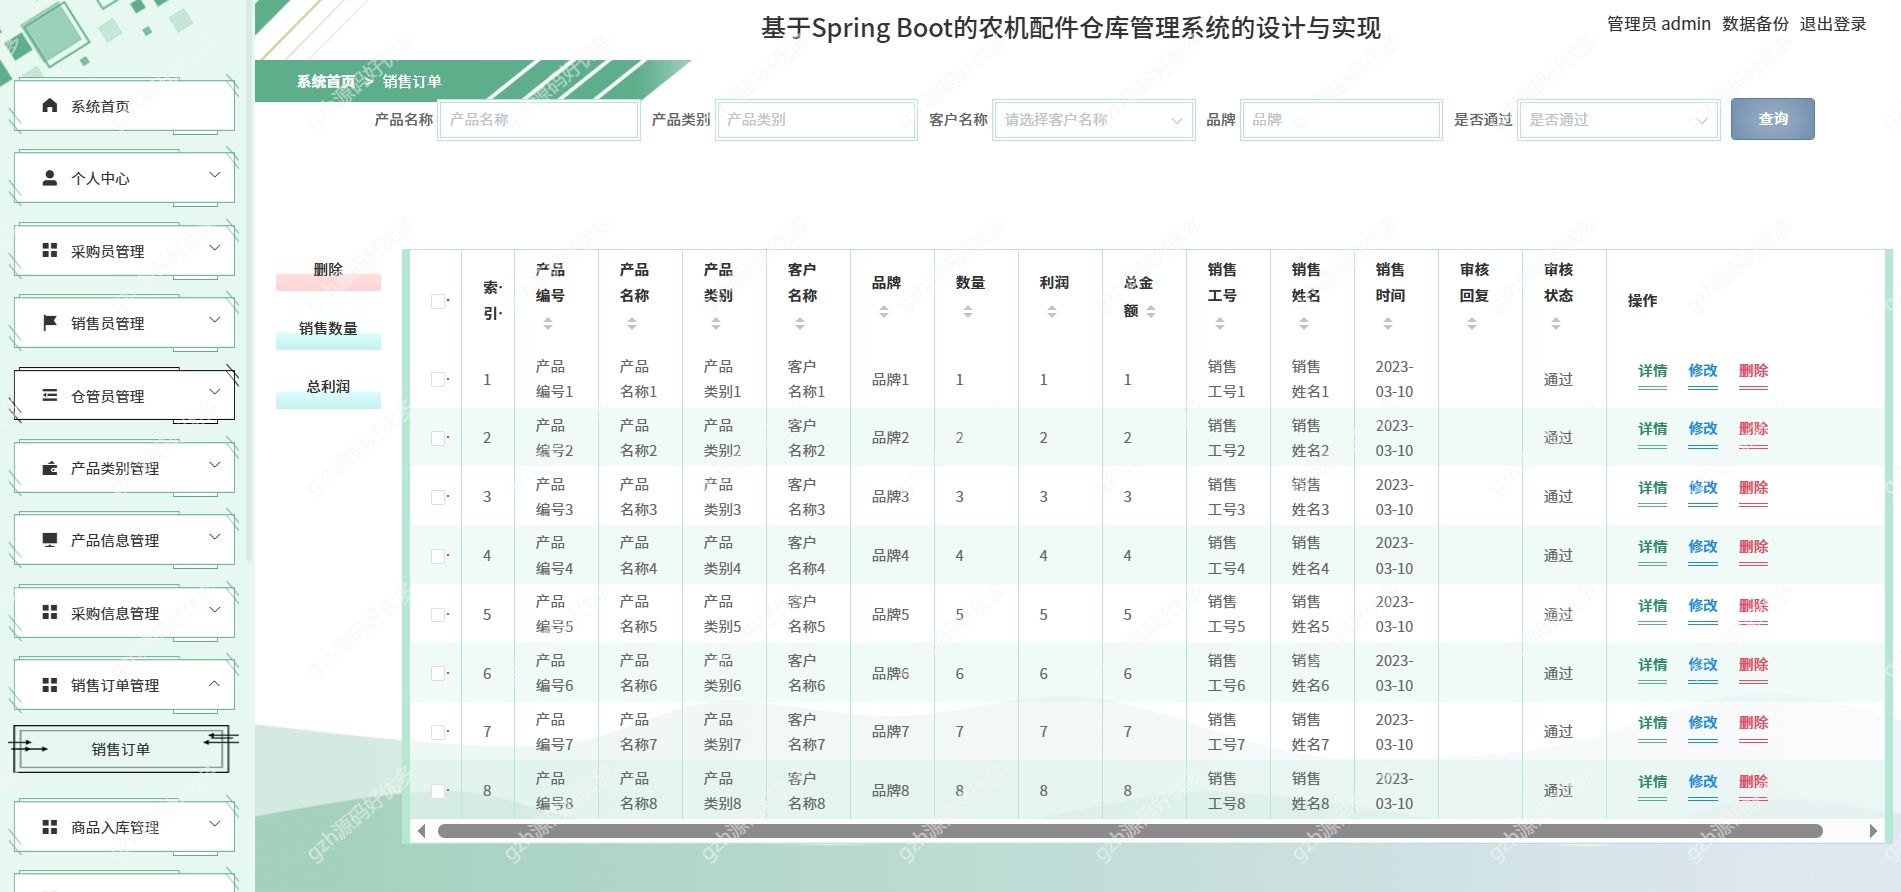 基于Spring Boot的农机配件仓库管理系统的设计与实现
管理员 admin 数据备份 退出登录
系统首页 > 销售订单
产品名称 产品名称 产品类别 产品类别 客户名称 请选择客户名称 品牌 品牌 是否通过 是否通过 查询
系统首页
个人中心
采购员管理
销售员管理
仓管员管理
产品类别管理
产品信息管理
采购信息管理
销售订单管理
销售订单
商品入库管理
删除
销售数量
总利润
索引 产品编号 产品名称 产品类别 客户名称 品牌 数量 利润 总金额 销售工号 销售姓名 销售时间 审核回复 审核状态 操作
1 产品编号1 产品名称1 产品类别1 客户名称1 品牌1 1 1 1 销售工号1 销售姓名1 2023-03-10 通过 详情 修改 删除
2 产品编号2 产品名称2 产品类别2 客户名称2 品牌2 2 2 2 销售工号2 销售姓名2 2023-03-10 通过 详情 修改 删除
3 产品编号3 产品名称3 产品类别3 客户名称3 品牌3 3 3 3 销售工号3 销售姓名3 2023-03-10 通过 详情 修改 删除
4 产品编号4 产品名称4 产品类别4 客户名称4 品牌4 4 4 4 销售工号4 销售姓名4 2023-03-10 通过 详情 修改 删除
5 产品编号5 产品名称5 产品类别5 客户名称5 品牌5 5 5 5 销售工号5 销售姓名5 2023-03-10 通过 详情 修改 删除
6 产品编号6 产品名称6 产品类别6 客户名称6 品牌6 6 6 6 销售工号6 销售姓名6 2023-03-10 通过 详情 修改 删除
7 产品编号7 产品名称7 产品类别7 客户名称7 品牌7 7 7 7 销售工号7 销售姓名7 2023-03-10 通过 详情 修改 删除
8 产品编号8 产品名称8 产品类别8 客户名称8 品牌8 8 8 8 销售工号8 销售姓名8 2023-03-10 通过 详情 修改 删除
gzh源码好优多